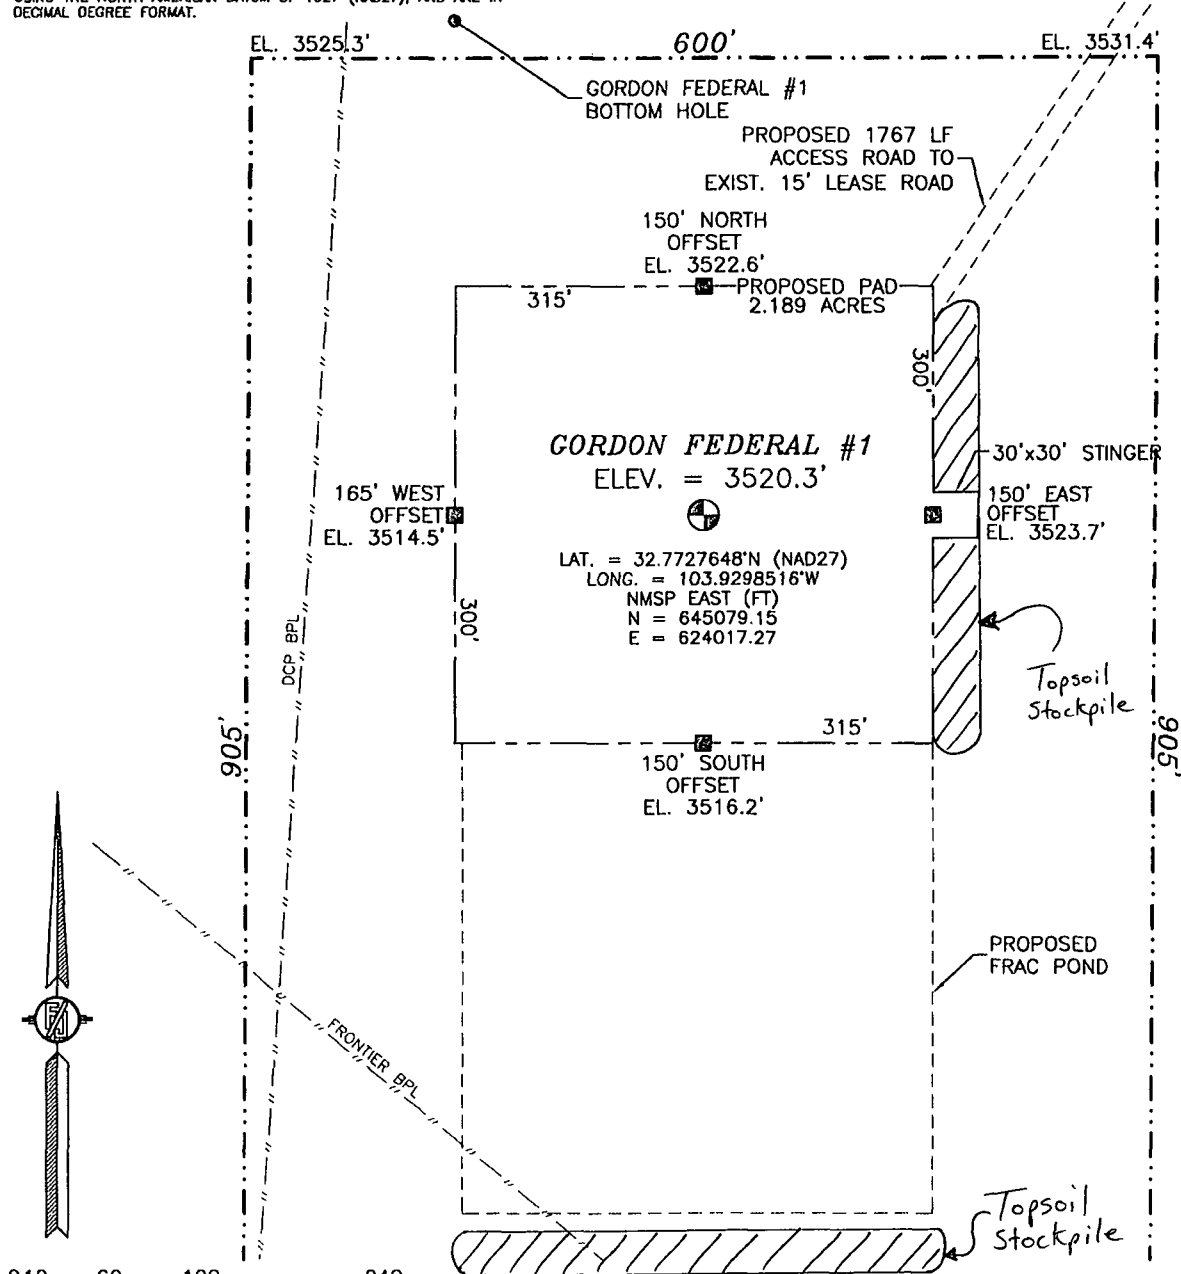 DECIMAL DEGREE FORMAT.
EL. 3525.3'
600'
EL. 3531.4'
GORDON FEDERAL #1
BOTTOM HOLE
PROPOSED 1767 LF
ACCESS ROAD TO
EXIST. 15' LEASE ROAD
150' NORTH
OFFSET
EL. 3522.6'
315'
PROPOSED PAD
2.189 ACRES
300'
GORDON FEDERAL #1
ELEV. = 3520.3'
30'x30' STINGER
165' WEST
OFFSET
EL. 3514.5'
150' EAST
OFFSET
EL. 3523.7'
LAT. = 32.7727648°N (NAD27)
LONG. = 103.9298516°W
NMSP EAST (FT)
N = 645079.15
E = 624017.27
300'
DCP BPL
Topsoil
Stockpile
905'
315'
905'
150' SOUTH
OFFSET
EL. 3516.2'
PROPOSED
FRAC POND
FRONTIER BPL
Topsoil
Stockpile